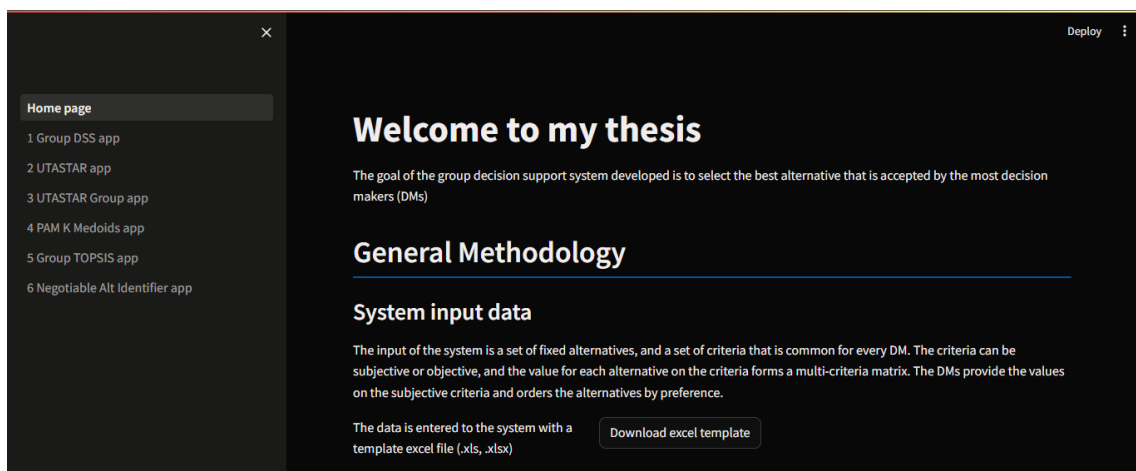 Deploy
Home page
1 Group DSS app
2 UTASTAR app
3 UTASTAR Group app
4 PAM K Medoids app
5 Group TOPSIS app
6 Negotiable Alt Identifier app
Welcome to my thesis
The goal of the group decision support system developed is to select the best alternative that is accepted by the most decision
makers (DMs)
General Methodology
System input data
The input of the system is a set of fixed alternatives, and a set of criteria that is common for every DM. The criteria can be
subjective or objective, and the value for each alternative on the criteria forms a multi-criteria matrix. The DMs provide the values
on the subjective criteria and orders the alternatives by preference.
The data is entered to the system with a
template excel file (.xls, .xlsx)
Download excel template